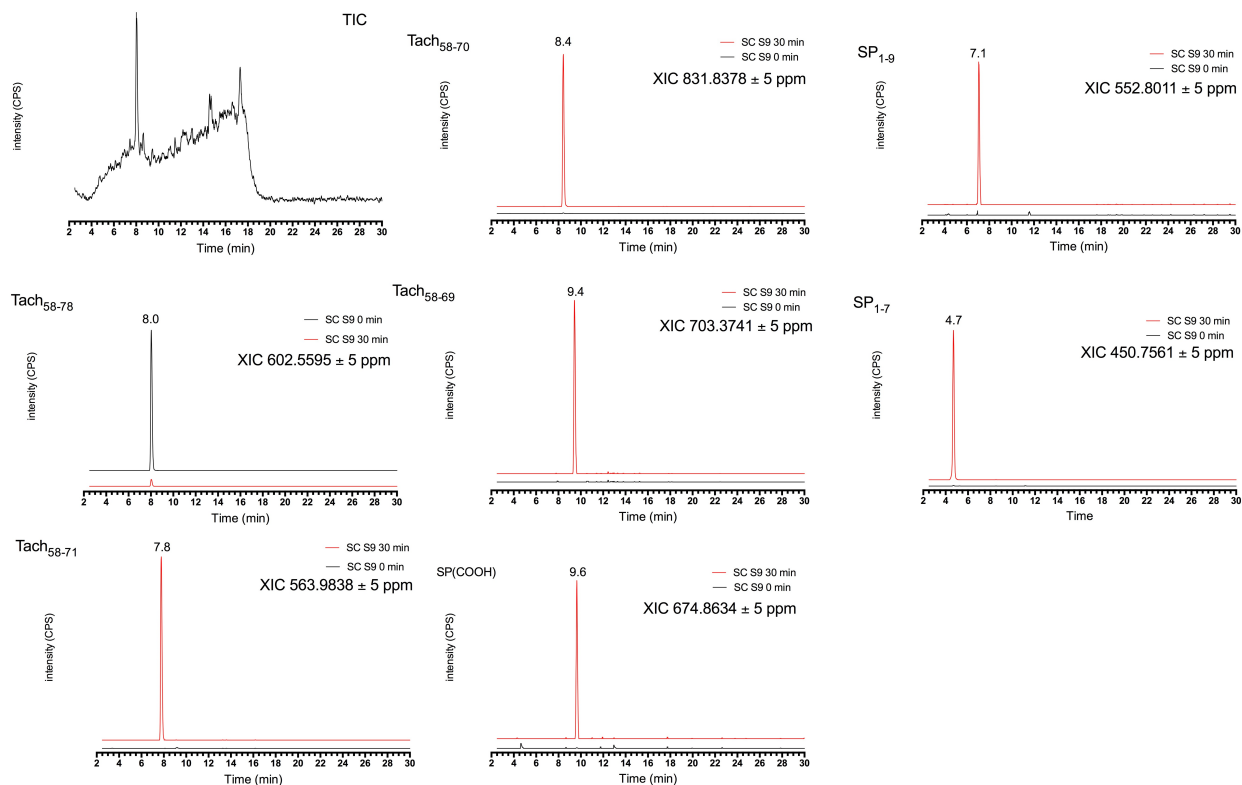 TIC
intensity (CPS)
2 4 6 8 10 12 14 16 18 20 22 24 26 28 30
Time (min)
Tach58-70
8.4
SC S9 30 min
SC S9 0 min
XIC 831.8378 ± 5 ppm
intensity (CPS)
2 4 6 8 10 12 14 16 18 20 22 24 26 28 30
Time (min)
SP1-9
7.1
SC S9 30 min
SC S9 0 min
XIC 552.8011 ± 5 ppm
intensity (CPS)
2 4 6 8 10 12 14 16 18 20 22 24 26 28 30
Time (min)
Tach58-78
8.0
SC S9 0 min
SC S9 30 min
XIC 602.5595 ± 5 ppm
intensity (CPS)
2 4 6 8 10 12 14 16 18 20 22 24 26 28 30
Time (min)
Tach58-69
9.4
SC S9 30 min
SC S9 0 min
XIC 703.3741 ± 5 ppm
intensity (CPS)
2 4 6 8 10 12 14 16 18 20 22 24 26 28 30
Time (min)
SP1-7
4.7
SC S9 30 min
SC S9 0 min
XIC 450.7561 ± 5 ppm
intensity (CPS)
2 4 6 8 10 12 14 16 18 20 22 24 26 28 30
Time
Tach58-71
7.8
SC S9 30 min
SC S9 0 min
XIC 563.9838 ± 5 ppm
intensity (CPS)
2 4 6 8 10 12 14 16 18 20 22 24 26 28 30
Time (min)
SP(COOH)
9.6
SC S9 30 min
SC S9 0 min
XIC 674.8634 ± 5 ppm
intensity (CPS)
2 4 6 8 10 12 14 16 18 20 22 24 26 28 30
Time (min)